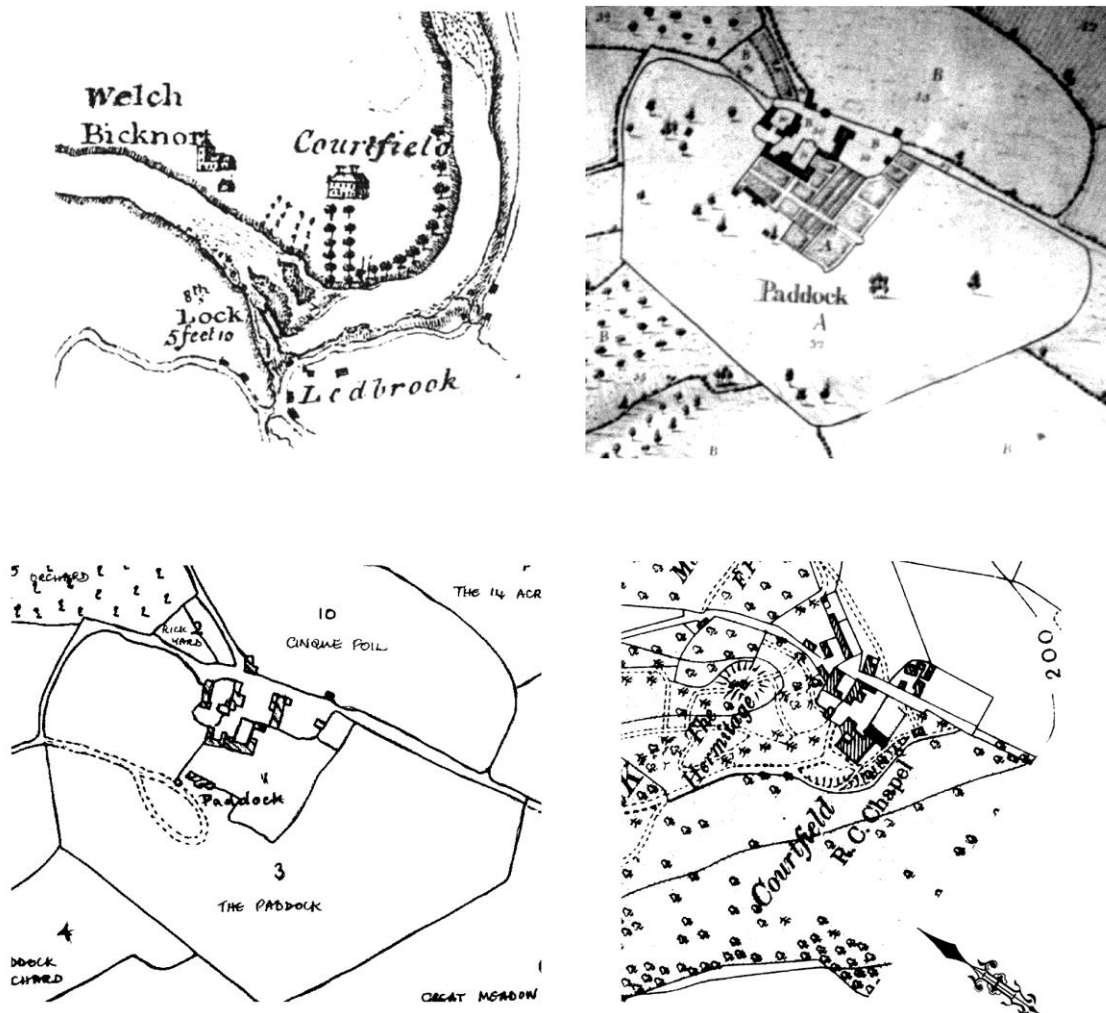 Welch
Bicknort
Courtfield
8th
Lock
5 feet 10
Ledbrook
B
B
A
Paddock
A
B
B
ORCHARD
THE 14 ACR
10
RICK 2
YARD
CINQUE FOIL
Paddock
3
THE PADDOCK
4
DDOCK
CHARD
GREAT MEADOW
200
The
Hermitage
Courtfield
R. C. Chapel